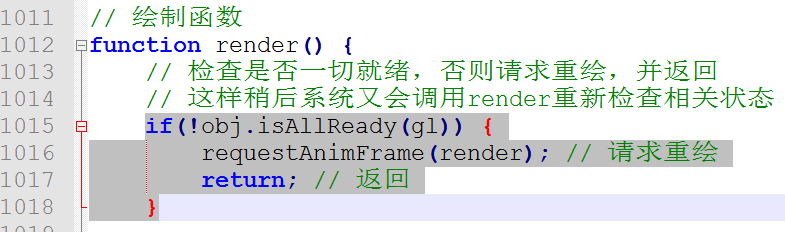 1011 // 绘制函数
1012 function render() {
1013 // 检查是否一切就绪，否则请求重绘，并返回
1014 // 这样稍后系统又会调用render重新检查相关状态
1015 if(!obj.isAllReady(gl)) {
1016 requestAnimFrame(render); // 请求重绘
1017 return; // 返回
1018 }